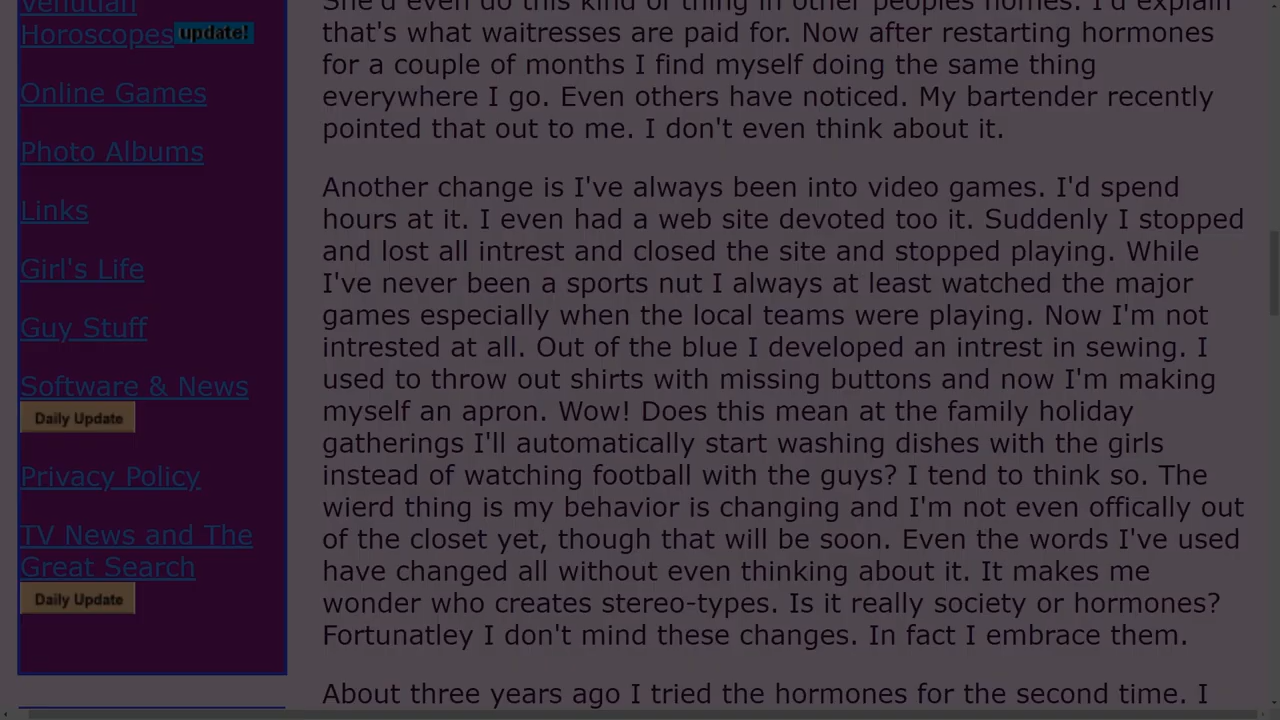 Venutian
Horoscopes update!
Online Games
Photo Albums
Links
Girl's Life
Guy Stuff
Software & News
Daily Update
Privacy Policy
TV News and The
Great Search
Daily Update
She'd even do this kind of thing in other peoples homes. I'd explain
that's what waitresses are paid for. Now after restarting hormones
for a couple of months I find myself doing the same thing
everywhere I go. Even others have noticed. My bartender recently
pointed that out to me. I don't even think about it.
Another change is I've always been into video games. I'd spend
hours at it. I even had a web site devoted too it. Suddenly I stopped
and lost all intrest and closed the site and stopped playing. While
I've never been a sports nut I always at least watched the major
games especially when the local teams were playing. Now I'm not
intrested at all. Out of the blue I developed an intrest in sewing. I
used to throw out shirts with missing buttons and now I'm making
myself an apron. Wow! Does this mean at the family holiday
gatherings I'll automatically start washing dishes with the girls
instead of watching football with the guys? I tend to think so. The
wierd thing is my behavior is changing and I'm not even offically out
of the closet yet, though that will be soon. Even the words I've used
have changed all without even thinking about it. It makes me
wonder who creates stereo-types. Is it really society or hormones?
Fortunatley I don't mind these changes. In fact I embrace them.
About three years ago I tried the hormones for the second time. I